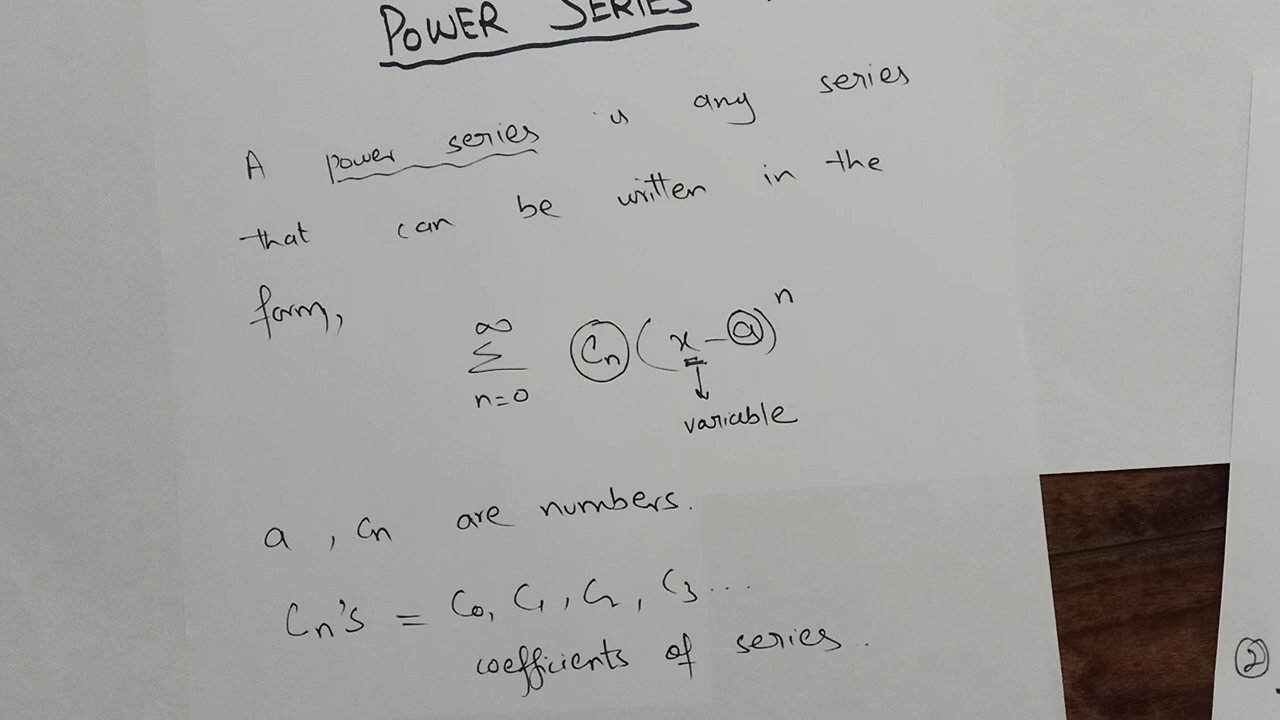 POWER SERIES
A power series is any series
that can be written in the
form,
∞
Σ Cn (x - a)^n
n=0
variable
a, Cn are numbers.
Cn's = C0, C1, C2, C3 ...
coefficients of series.
2